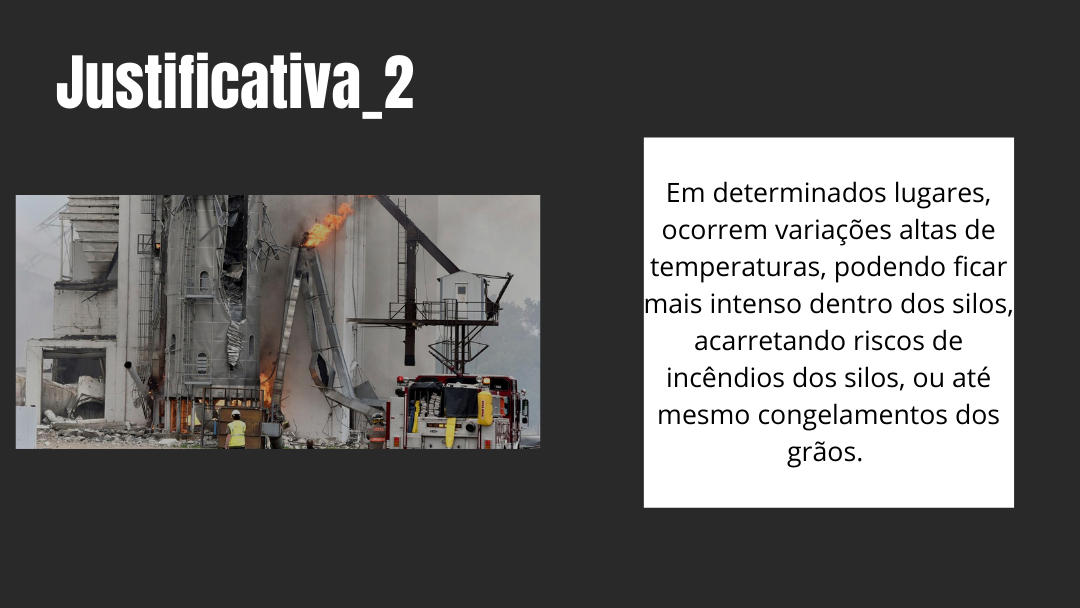 Justificativa_2
Em determinados lugares,
ocorrem variações altas de
temperaturas, podendo ficar
mais intenso dentro dos silos,
acarretando riscos de
incêndios dos silos, ou até
mesmo congelamentos dos
grãos.